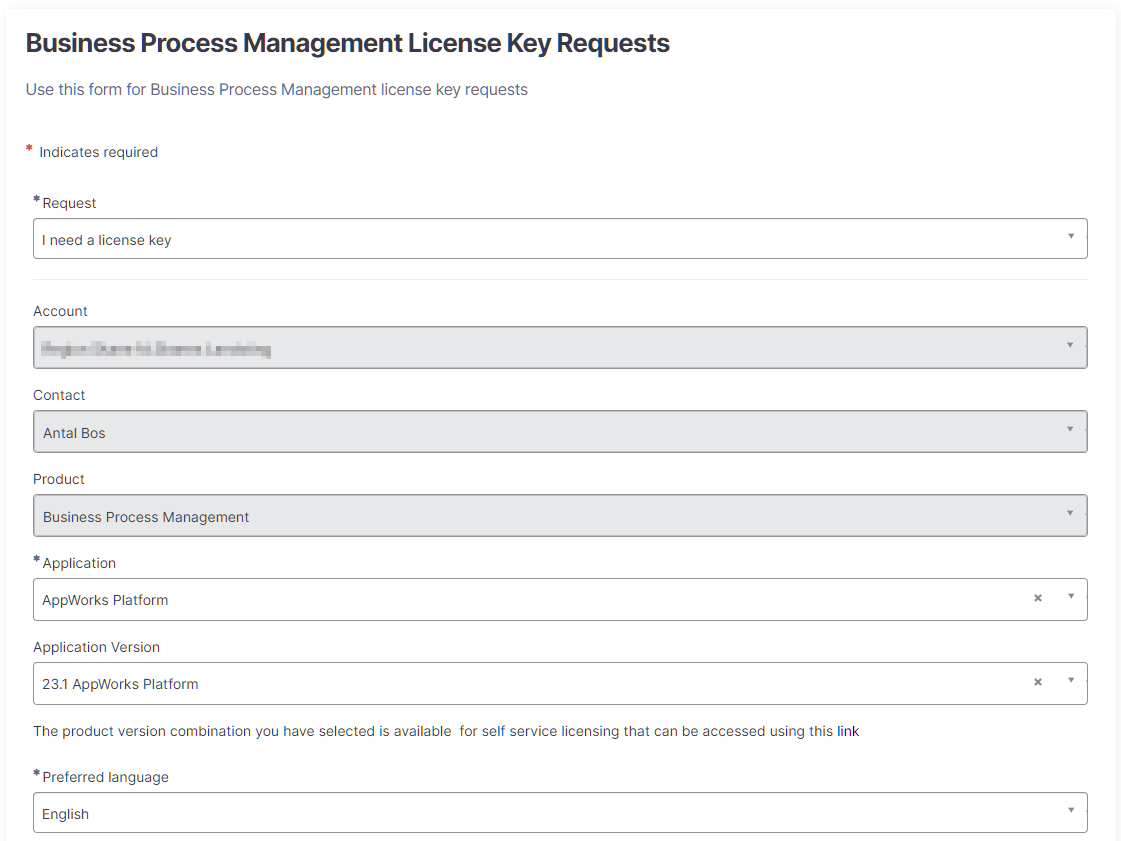 Business Process Management License Key Requests
Use this form for Business Process Management license key requests
* Indicates required
*Request
I need a license key
Account
Contact
Antal Bos
Product
Business Process Management
*Application
AppWorks Platform
Application Version
23.1 AppWorks Platform
The product version combination you have selected is available  for self service licensing that can be accessed using this link
*Preferred language
English